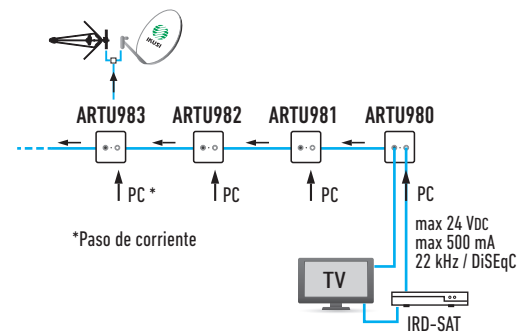 IKUSI
ARTU983 ARTU982 ARTU981 ARTU980
PC * PC PC PC
*Paso de corriente
max 24 VDC
max 500 mA
22 kHz / DiSEqC
TV
IRD-SAT